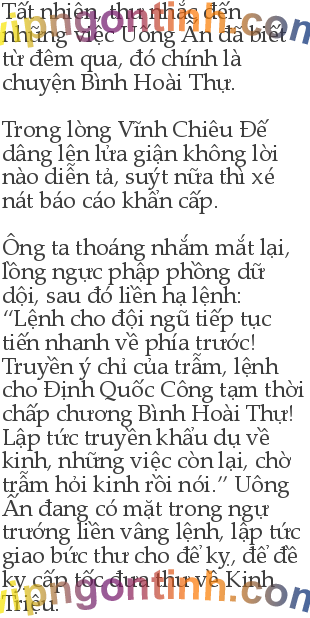 Tất nhiên, thư nhắc đến
những việc Uông Ẩn đã biết
từ đêm qua, đó chính là
chuyện Bình Hoài Thự.
Trong lòng Vĩnh Chiêu Đế
dâng lên lửa giận không lời
nào diễn tả, suýt nữa thì xé
nát báo cáo khẩn cấp.
Ông ta thoáng nhắm mắt lại,
lồng ngực phập phồng dữ
dội, sau đó liền hạ lệnh:
“Lệnh cho đội ngũ tiếp tục
tiến nhanh về phía trước!
Truyền ý chỉ của trẫm, lệnh
cho Định Quốc Công tạm thời
chấp chương Bình Hoài Thự!
Lập tức truyền khẩu dụ về
kinh, những việc còn lại, chờ
trẫm hỏi kinh rồi nói.” Uông
Ấn đang có mặt trong ngự
trướng liền vâng lệnh, lập tức
giao bức thư cho đề kỵ, để đề
kỵ cấp tốc đưa thư về Kinh
Triệu.
vipngontinh.com
vipngontinh.com